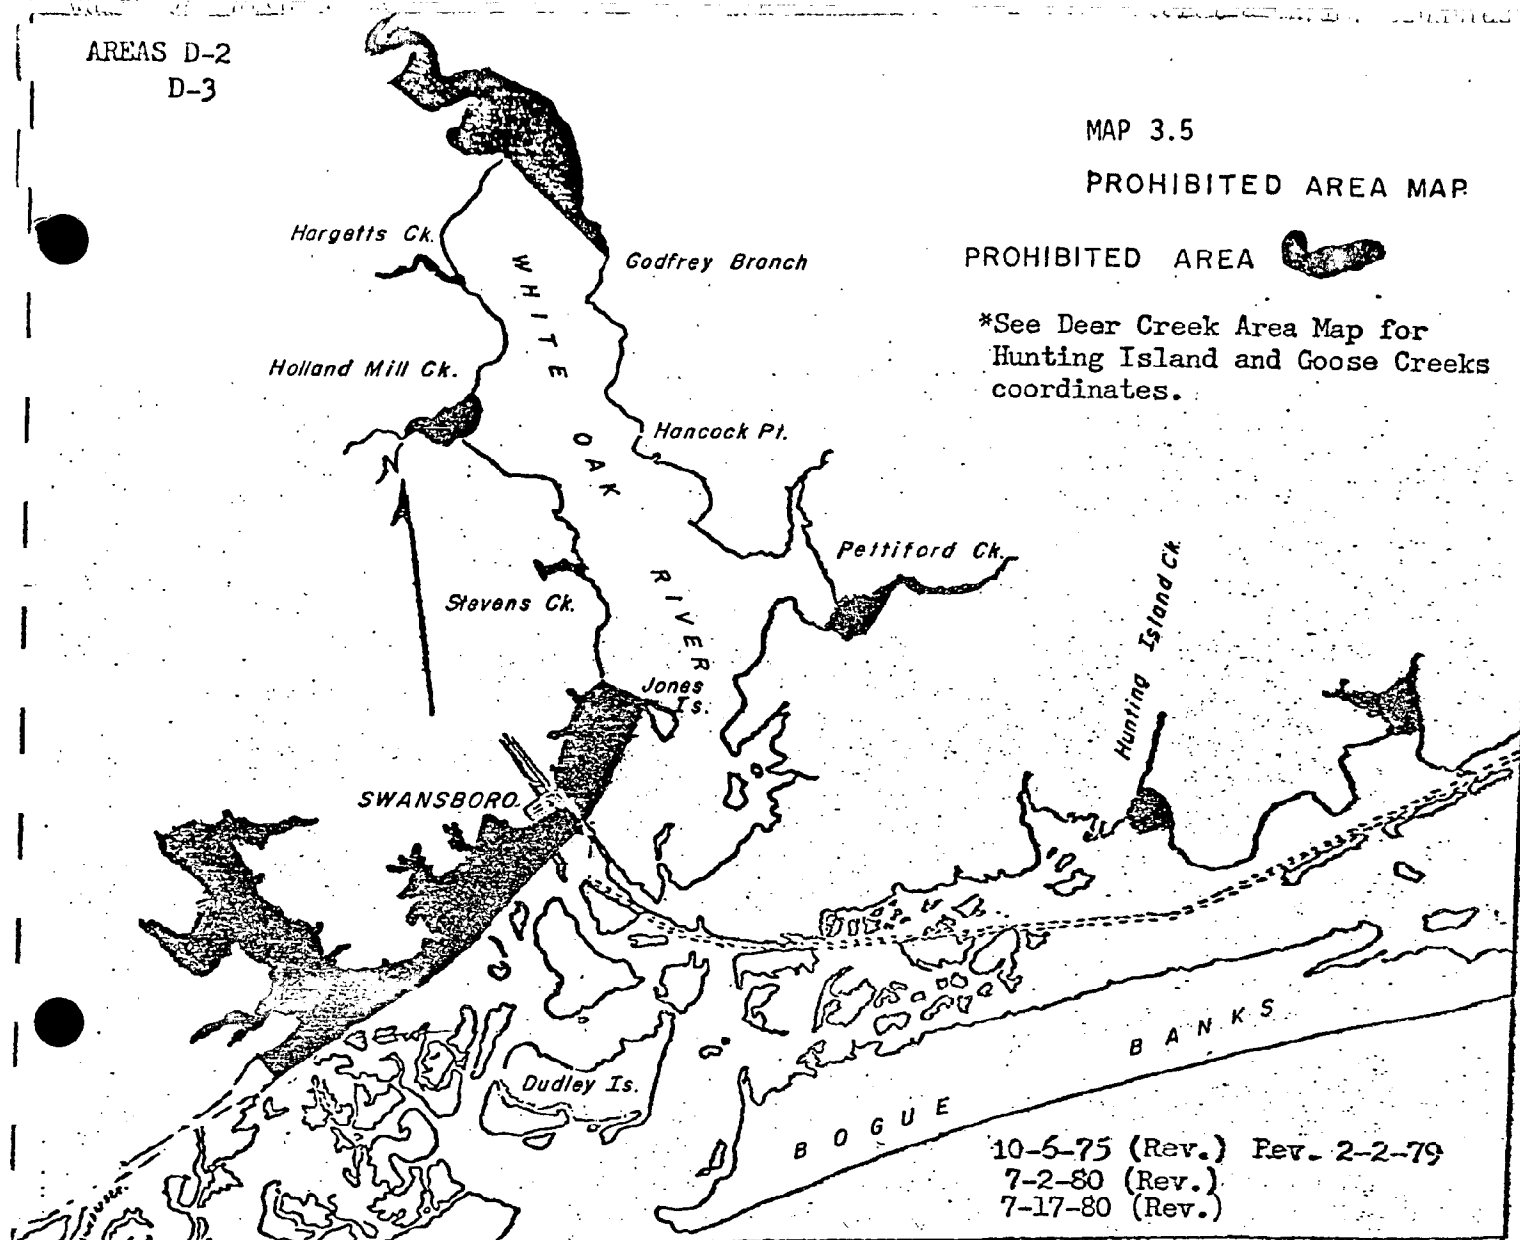 AREAS D-2
D-3
MAP 3.5
PROHIBITED AREA MAP
PROHIBITED AREA
*See Deer Creek Area Map for
Hunting Island and Goose Creeks
coordinates.
Hargetts Ck.
Godfrey Branch
WHITE OAK RIVER
Holland Mill Ck.
Hancock Pt.
N
Pettiford Ck.
Stevens Ck.
Hunting Island Ck.
Jones
Is.
SWANSBORO
Dudley Is.
BOGUE BANKS
10-6-75 (Rev.) Rev. 2-2-79
7-2-80 (Rev.)
7-17-80 (Rev.)